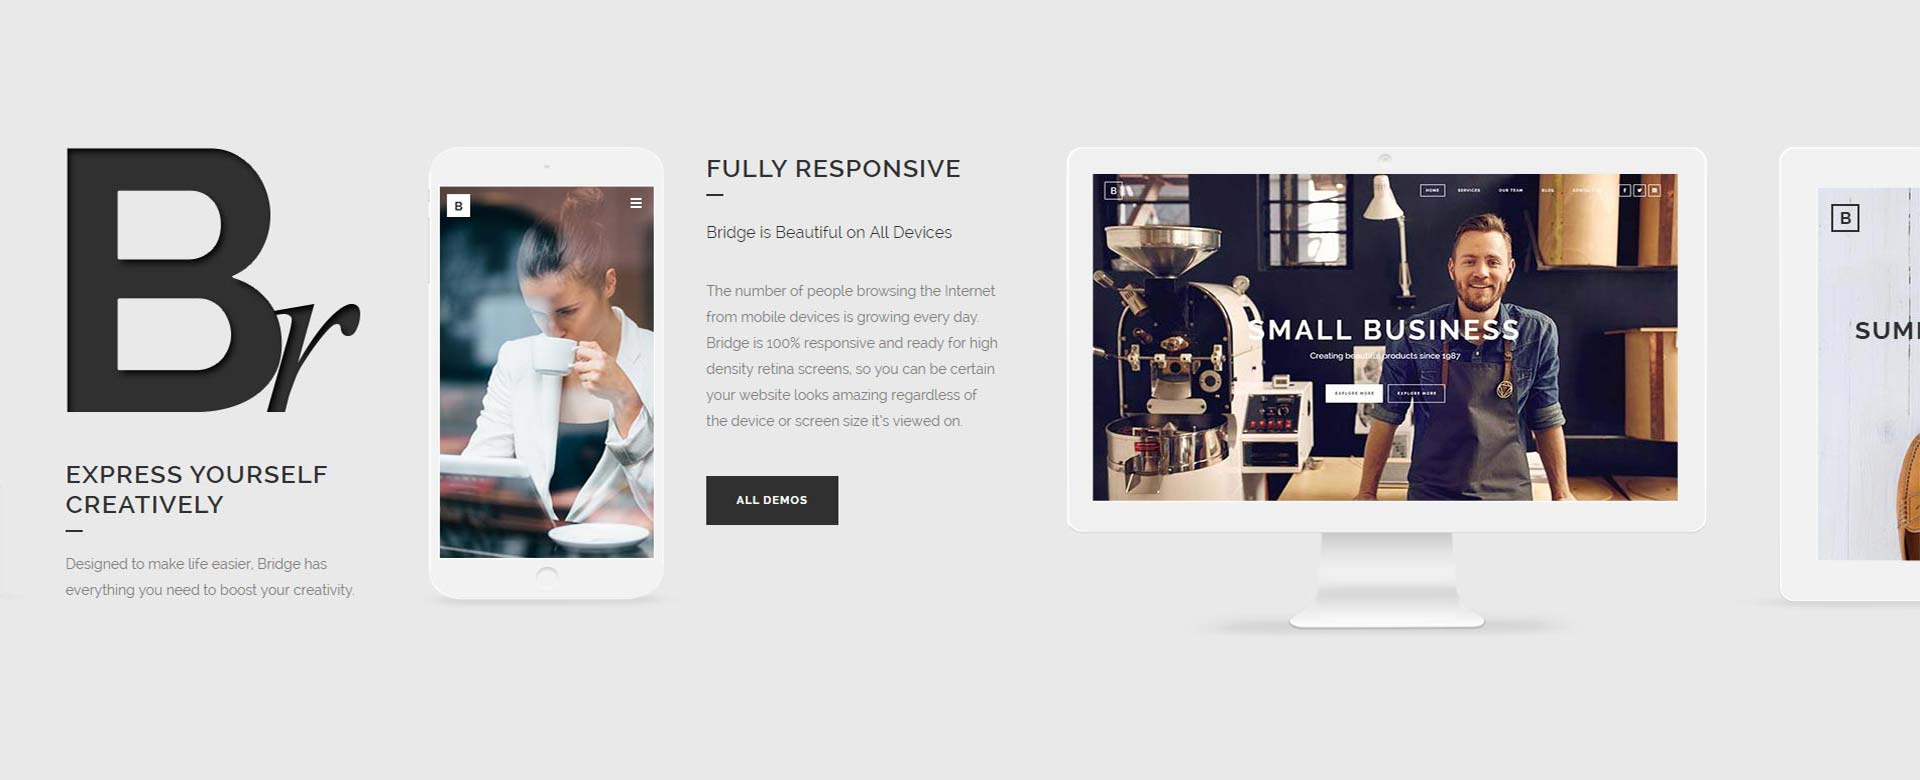 Br
EXPRESS YOURSELF
CREATIVELY
Designed to make life easier, Bridge has
everything you need to boost your creativity.
B
FULLY RESPONSIVE
Bridge is Beautiful on All Devices
The number of people browsing the Internet
from mobile devices is growing every day.
Bridge is 100% responsive and ready for high
density retina screens, so you can be certain
your website looks amazing regardless of
the device or screen size it's viewed on.
ALL DEMOS
B
HOME SERVICES OUR TEAM BLOG
SMALL BUSINESS
Creating beautiful products since 1987
EXPLORE MORE EXPLORE MORE
B